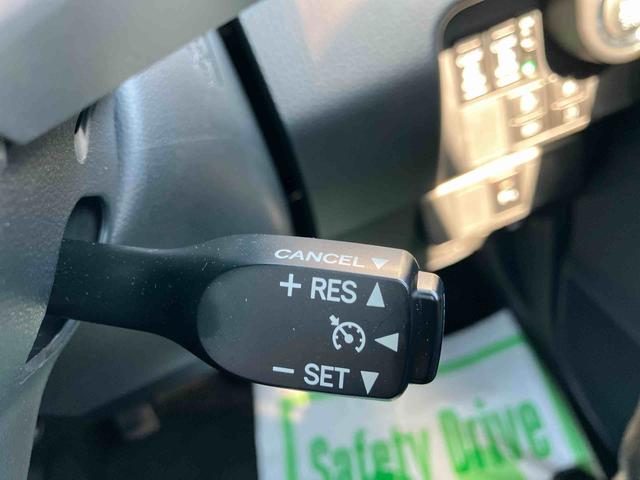 CANCEL ▼
+ RES ▲
◀
− SET ▼
Safety Drive